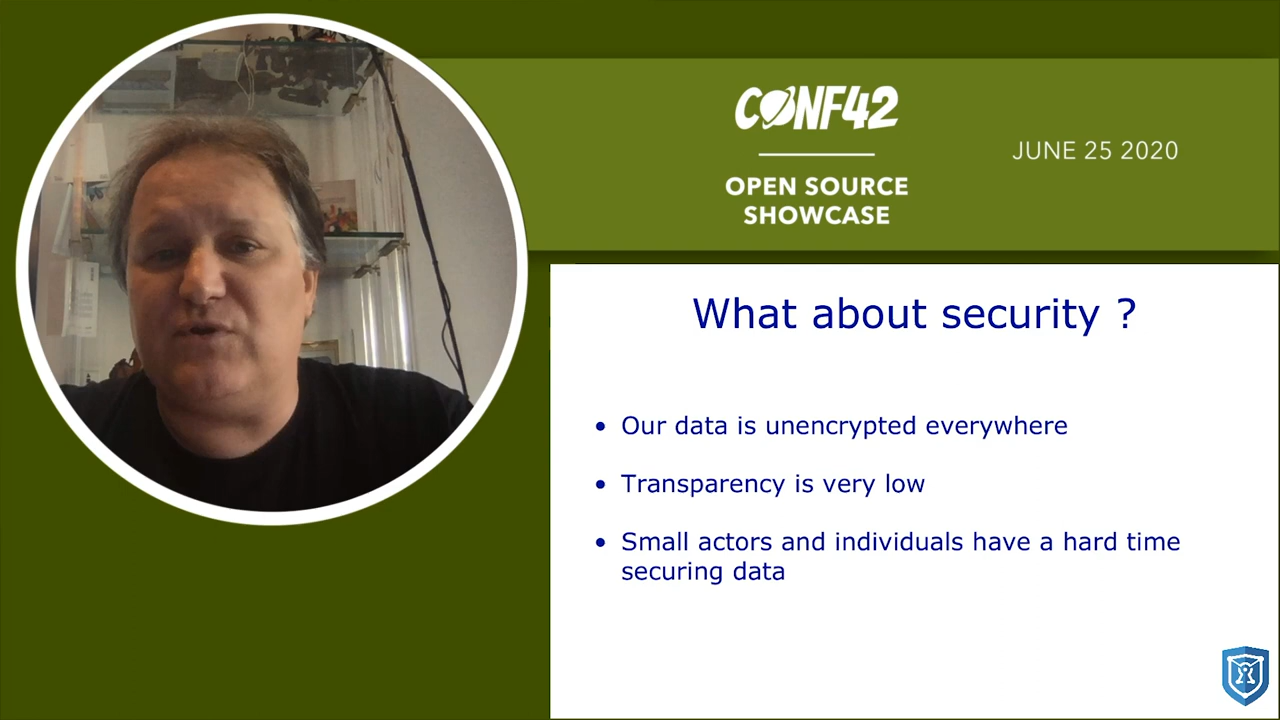 CONF42
OPEN SOURCE
SHOWCASE
JUNE 25 2020
What about security ?
• Our data is unencrypted everywhere
• Transparency is very low
• Small actors and individuals have a hard time
securing data